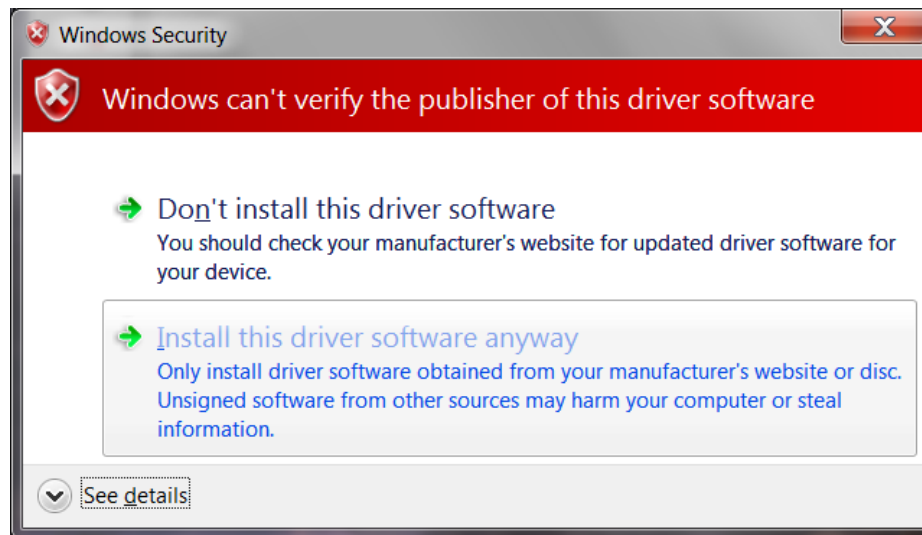 Windows Security
Windows can't verify the publisher of this driver software
Don't install this driver software
You should check your manufacturer's website for updated driver software for
your device.
Install this driver software anyway
Only install driver software obtained from your manufacturer's website or disc.
Unsigned software from other sources may harm your computer or steal
information.
See details